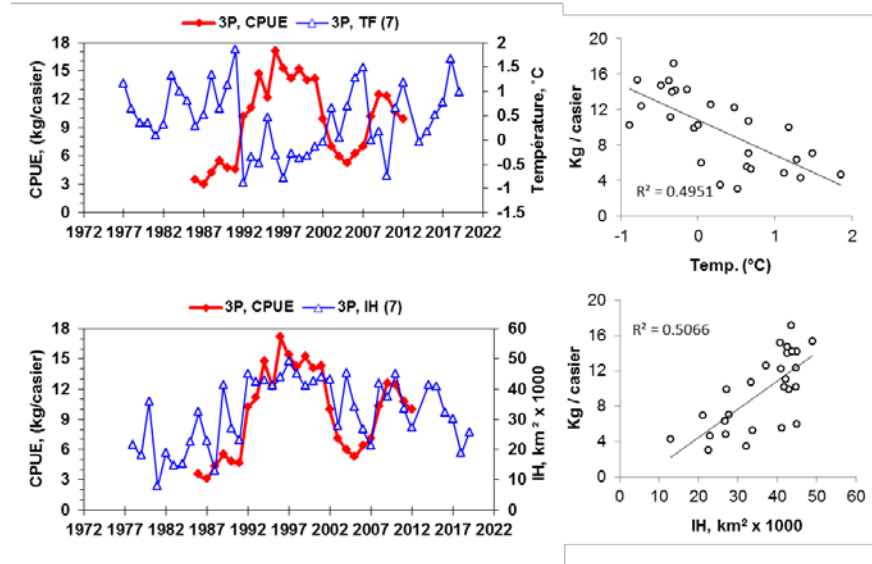 3P, CPUE 3P, TF (7)
CPUE, (kg/casier)
18
15
12
9
6
3
0
2
1.5
1
0.5
0
-0.5
-1
-1.5
Température, ˚C
1972 1977 1982 1987 1992 1997 2002 2007 2012 2017 2022
Kg / casier
20
16
12
8
4
0
R² = 0.4951
-1 0 1 2
Temp. (°C)
3P, CPUE 3P, IH (7)
CPUE, (kg/casier)
18
15
12
9
6
3
0
60
50
40
30
20
10
0
IH, km² x 1000
1972 1977 1982 1987 1992 1997 2002 2007 2012 2017 2022
Kg / casier
20
16
12
8
4
0
R² = 0.5066
0 10 20 30 40 50 60
IH, km² x 1000